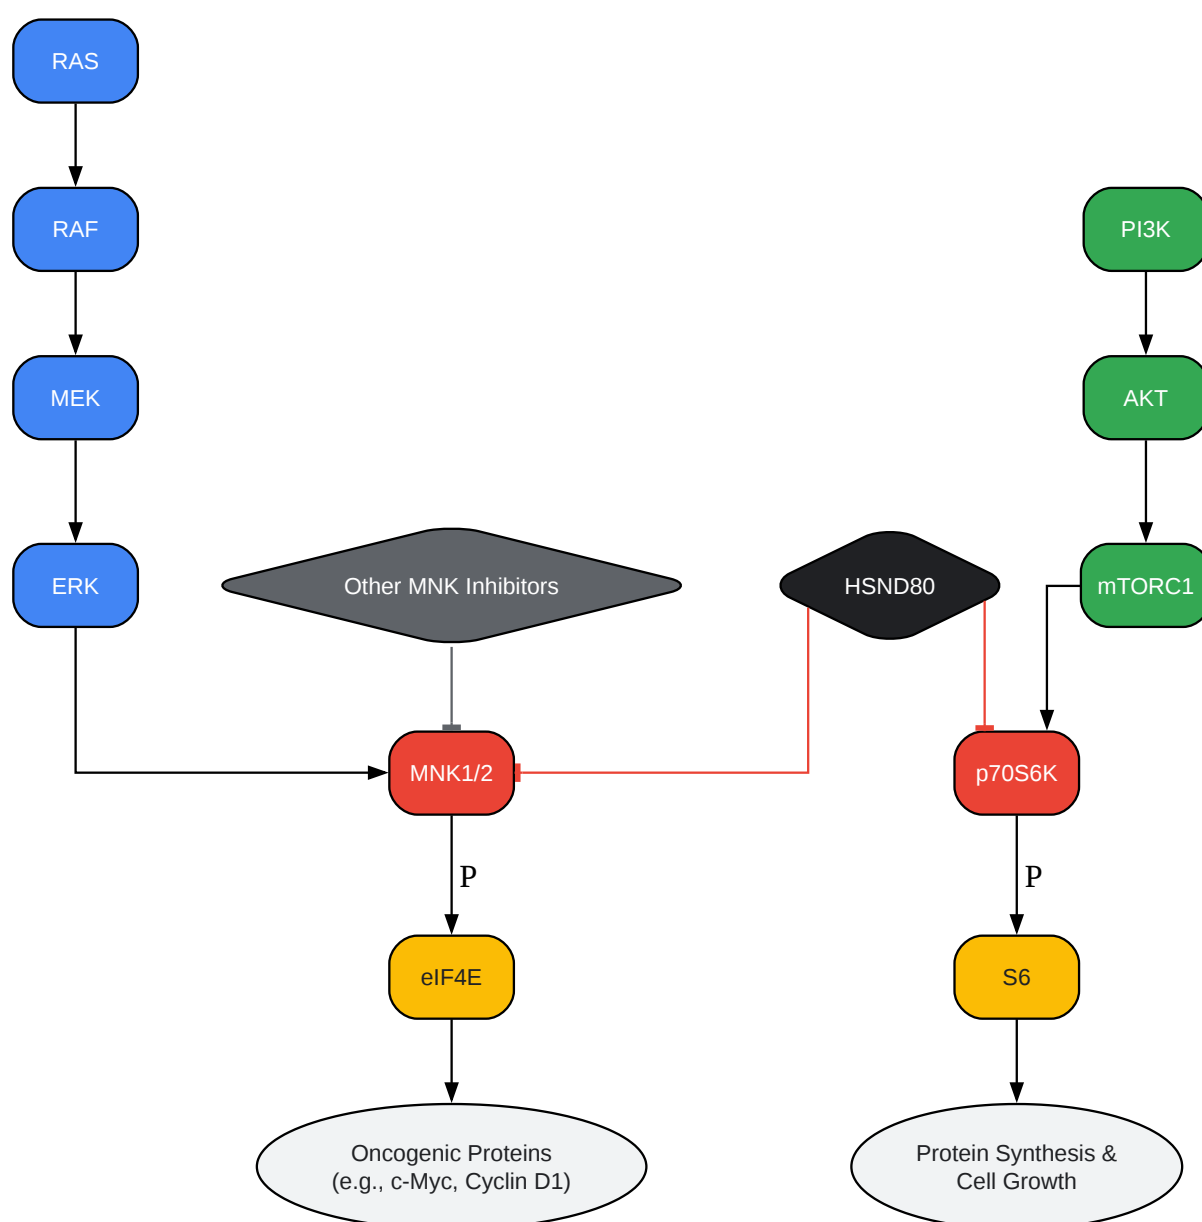 RAS
RAF
PI3K
MEK
AKT
ERK
Other MNK Inhibitors
HSND80
mTORC1
MNK1/2
p70S6K
P
P
eIF4E
S6
Oncogenic Proteins
(e.g., c-Myc, Cyclin D1)
Protein Synthesis &
Cell Growth